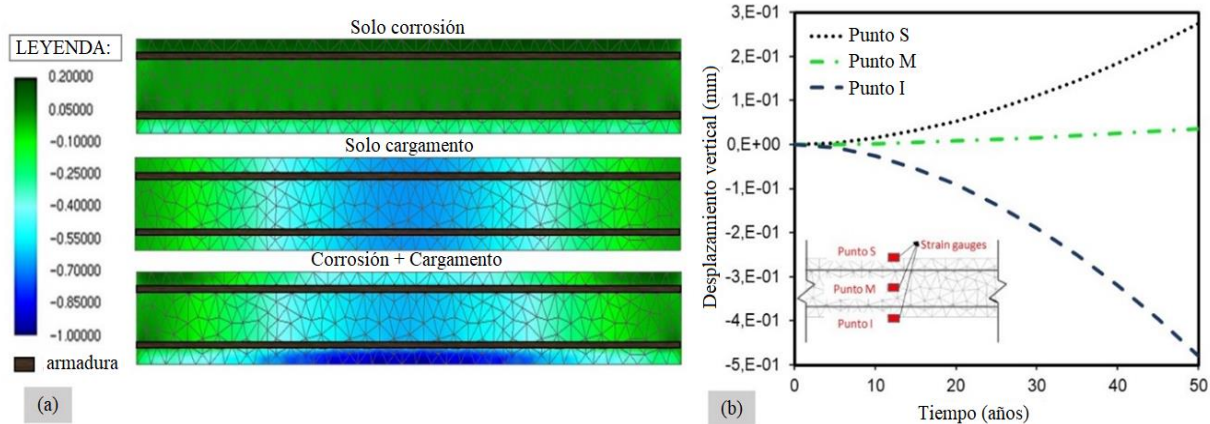 Solo corrosión
LEYENDA:
0.20000
0.05000
-0.10000
-0.25000
-0.40000
-0.55000
-0.70000
-0.85000
-1.00000
armadura
Solo cargamento
Corrosión + Cargamento
(a)
Desplazamiento vertical (mm)
3,E-01
2,E-01
1,E-01
0,E+00
-1,E-01
-2,E-01
-3,E-01
-4,E-01
-5,E-01
Punto S
Punto M
Punto I
Punto S
Strain gauges
Punto M
Punto I
0
10
20
30
40
50
Tiempo (años)
(b)